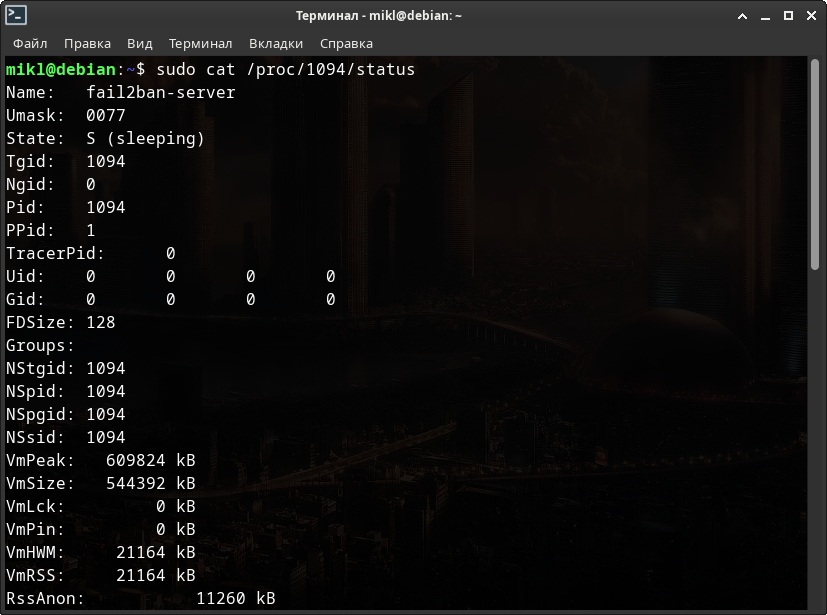 Терминал - mikl@debian: ~
Файл Правка Вид Терминал Вкладки Справка
mikl@debian:~$ sudo cat /proc/1094/status
Name:   fail2ban-server
Umask:  0077
State:  S (sleeping)
Tgid:   1094
Ngid:   0
Pid:    1094
PPid:   1
TracerPid:      0
Uid:    0       0       0       0
Gid:    0       0       0       0
FDSize: 128
Groups:
NStgid: 1094
NSpid:  1094
NSpgid: 1094
NSsid:  1094
VmPeak:   609824 kB
VmSize:   544392 kB
VmLck:         0 kB
VmPin:         0 kB
VmHWM:     21164 kB
VmRSS:     21164 kB
RssAnon:           11260 kB